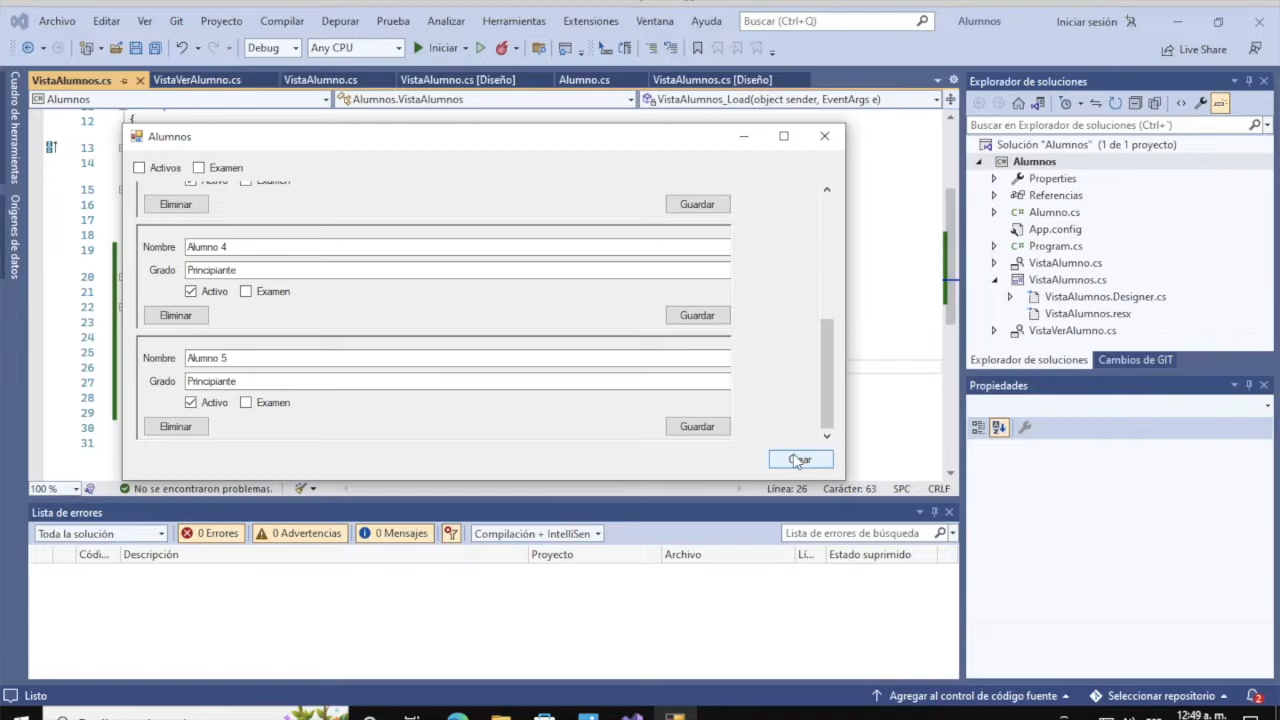 Archivo Editar Ver Git Proyecto Compilar Depurar Prueba Analizar Herramientas Extensiones Ventana Ayuda Buscar (Ctrl+Q) Alumnos Iniciar sesión
Debug Any CPU Iniciar Live Share
VistaAlumnos.cs VistaVerAlumno.cs VistaAlumno.cs VistaAlumno.cs [Diseño] Alumno.cs VistaAlumnos.cs [Diseño]
Alumnos Alumnos.VistaAlumnos VistaAlumnos_Load(object sender, EventArgs e)
Cuadro de herramientas
Orígenes de datos
12 {
13
14
15
16
17
18
19
20
21
22
23
24
25
26
27
28
29
30
31
Alumnos
Activos Examen
Activo Examen
Eliminar Guardar
Nombre Alumno 4
Grado Principiante
Activo Examen
Eliminar Guardar
Nombre Alumno 5
Grado Principiante
Activo Examen
Eliminar Guardar
100 % No se encontraron problemas. Línea: 26 Carácter: 63 SPC CRLF
Lista de errores
Toda la solución 0 Errores 0 Advertencias 0 Mensajes Compilación + IntelliSen Lista de errores de búsqueda
Códi... Descripción Proyecto Archivo Lí... Estado suprimido
Explorador de soluciones
Buscar en Explorador de soluciones (Ctrl+´)
Solución "Alumnos" (1 de 1 proyecto)
Alumnos
Properties
Referencias
C# Alumno.cs
App.config
C# Program.cs
VistaAlumno.cs
VistaAlumnos.cs
VistaAlumnos.Designer.cs
VistaAlumnos.resx
VistaVerAlumno.cs
Explorador de soluciones Cambios de GIT
Propiedades
Listo Agregar al control de código fuente Seleccionar repositorio 2
12:49 a. m.